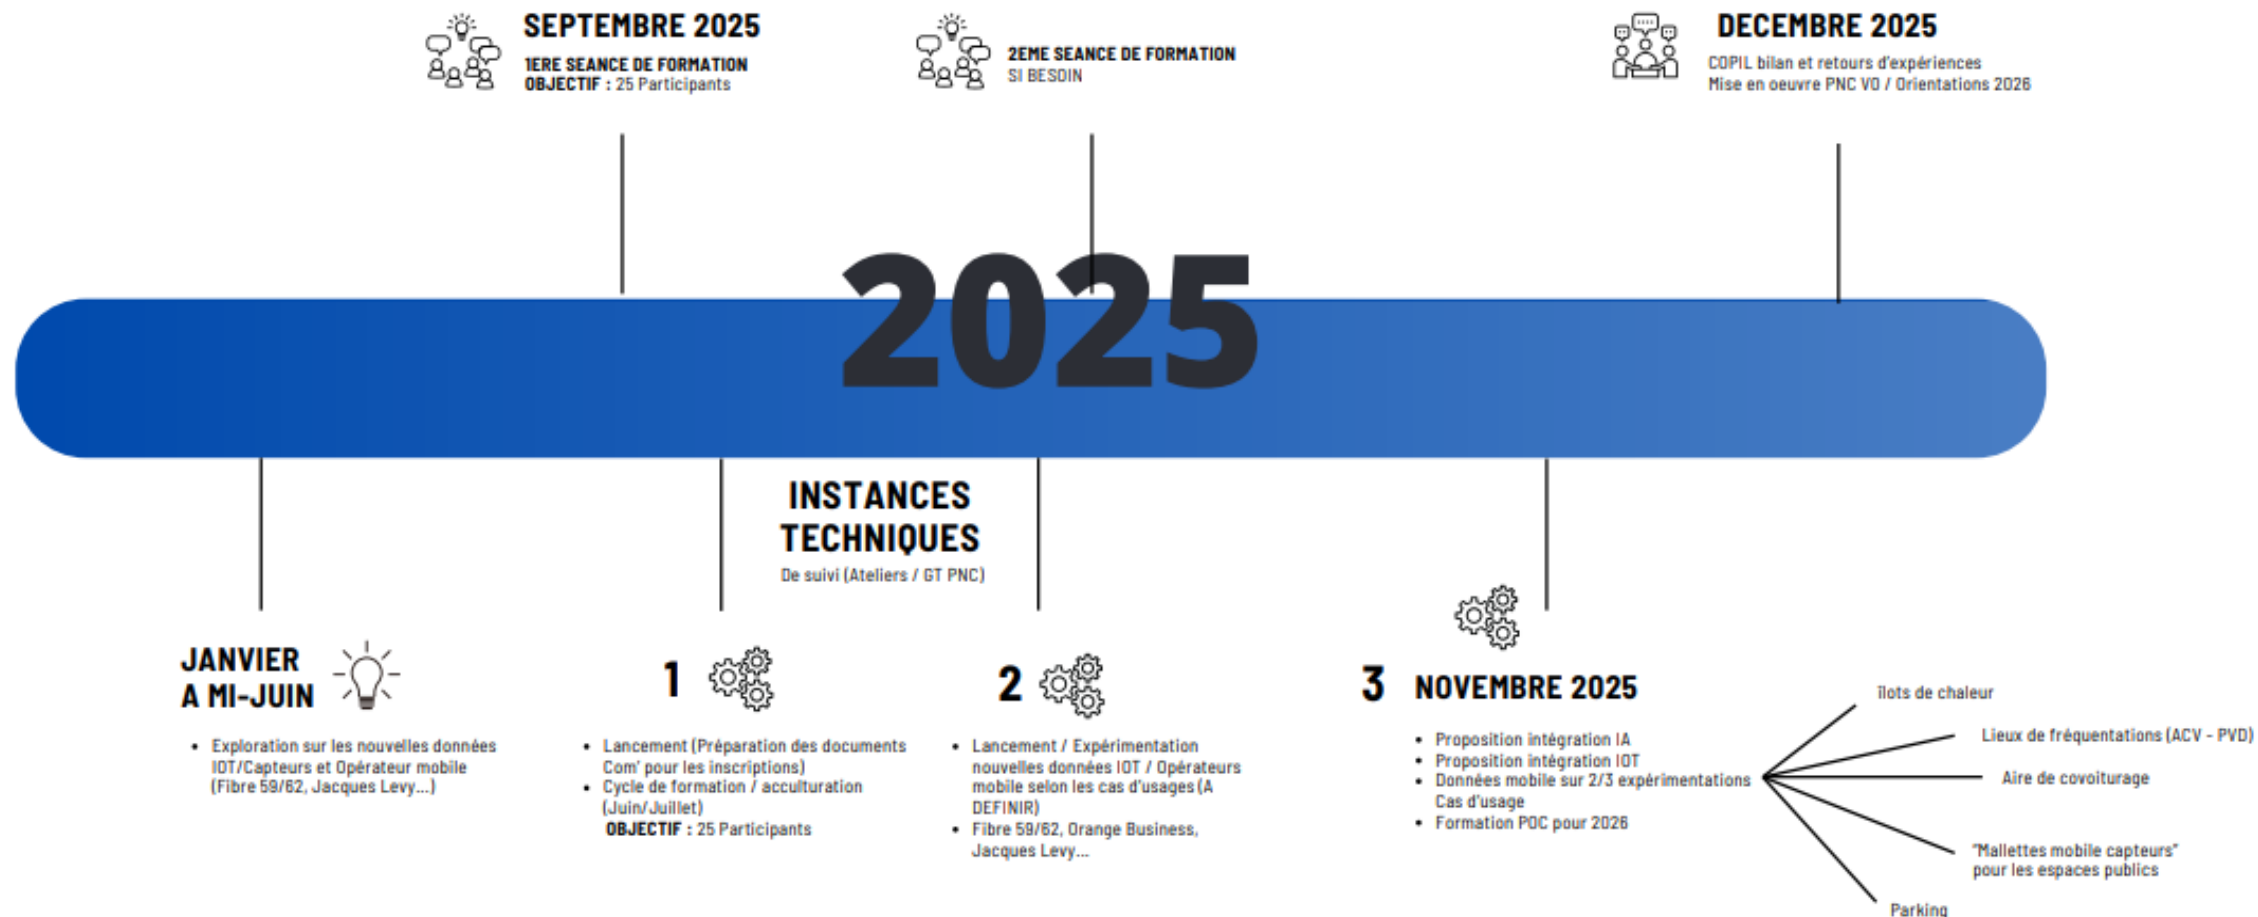 SEPTEMBRE 2025
1ERE SEANCE DE FORMATION
OBJECTIF : 25 Participants
2EME SEANCE DE FORMATION
SI BESOIN
DECEMBRE 2025
COPIL bilan et retours d'expériences
Mise en oeuvre PNC V0 / Orientations 2026
2025
INSTANCES
TECHNIQUES
De suivi (Ateliers / GT PNC)
JANVIER
A MI-JUIN
• Exploration sur les nouvelles données
IOT/Capteurs et Opérateur mobile
(Fibre 59/62, Jacques Levy...)
1
• Lancement (Préparation des documents
Com' pour les inscriptions)
• Cycle de formation / acculturation
(Juin/Juillet)
OBJECTIF : 25 Participants
2
• Lancement / Expérimentation
nouvelles données IOT / Opérateurs
mobile selon les cas d'usages (A
DEFINIR)
• Fibre 59/62, Orange Business,
Jacques Levy...
3 NOVEMBRE 2025
• Proposition intégration IA
• Proposition intégration IOT
• Données mobile sur 2/3 expérimentations
Cas d'usage
• Formation POC pour 2026
îlots de chaleur
Lieux de fréquentations (ACV - PVD)
Aire de covoiturage
"Mallettes mobile capteurs"
pour les espaces publics
Parking